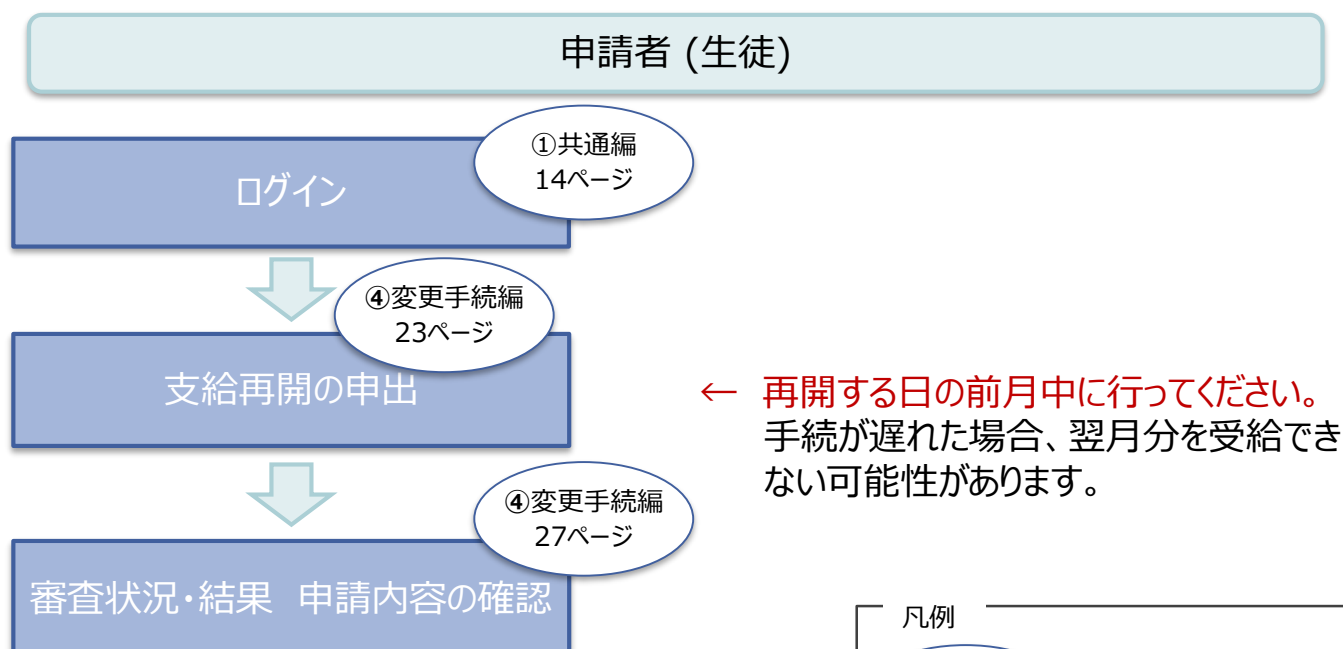 申請者 (生徒)
①共通編
14ページ
ログイン
④変更手続編
23ページ
支給再開の申出
← 再開する日の前月中に行ってください。
手続が遅れた場合、翌月分を受給でき
ない可能性があります。
④変更手続編
27ページ
審査状況・結果　申請内容の確認
凡例